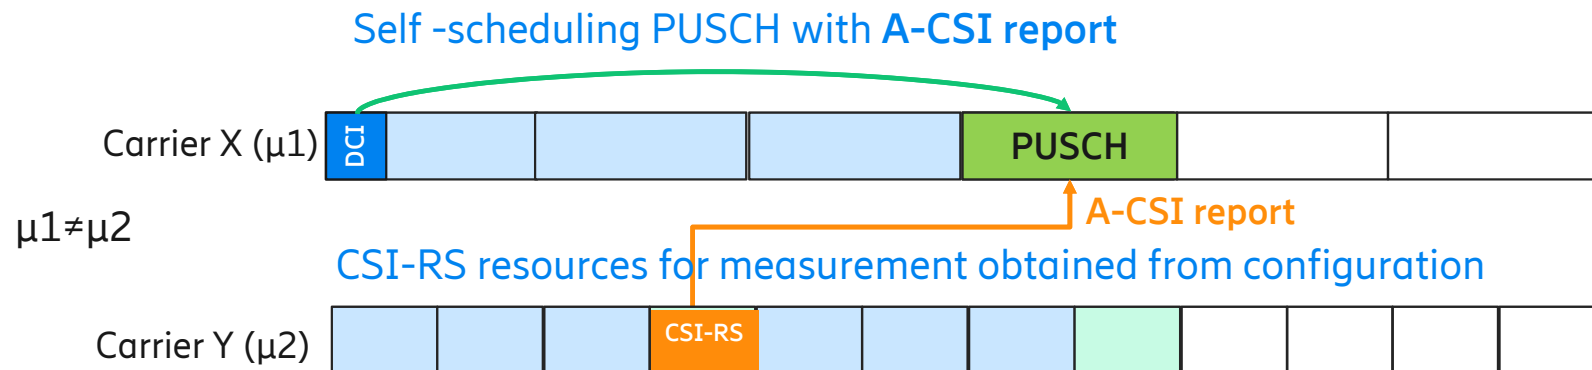 Self -scheduling PUSCH with A-CSI report
Carrier X (μ1)
DCI
PUSCH
A-CSI report
μ1≠μ2
CSI-RS resources for measurement obtained from configuration
CSI-RS
Carrier Y (μ2)